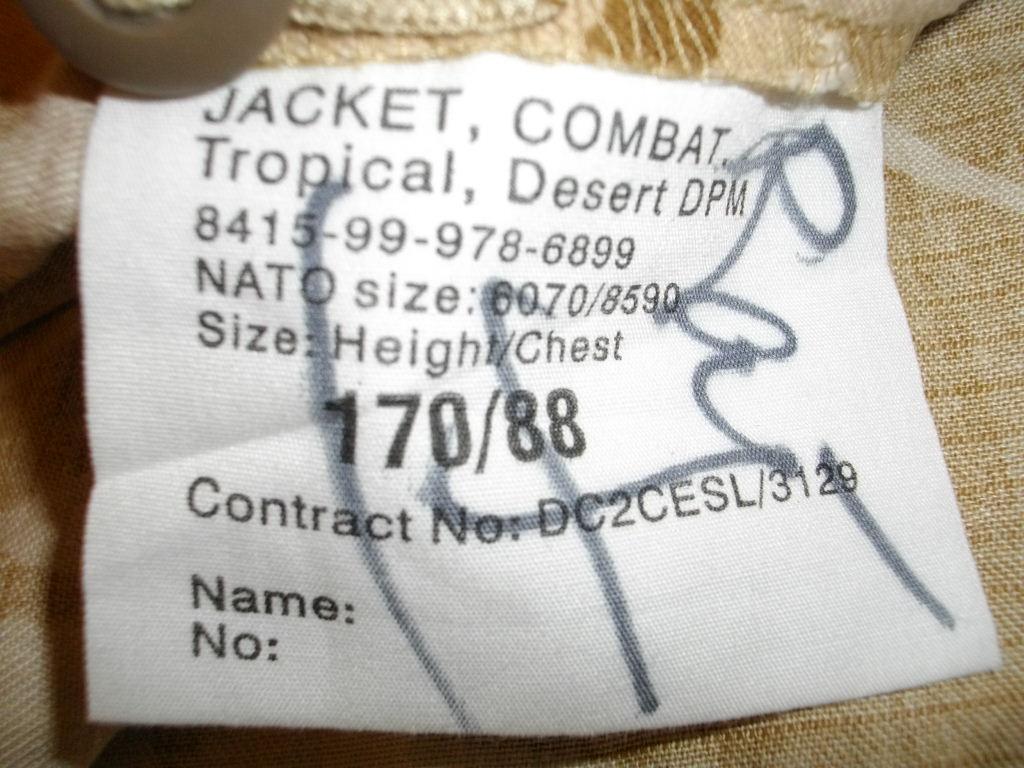 JACKET, COMBAT,
Tropical, Desert DPM
8415-99-978-6899
NATO size: 6070/8590
Size: Height/Chest
170/88
Contract No: DC2CESL/3129
Name:
No: